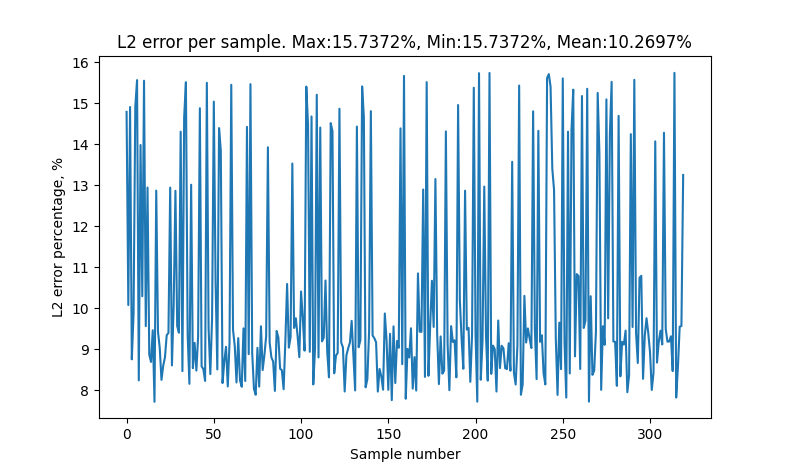 L2 error per sample. Max:15.7372%, Min:15.7372%, Mean:10.2697%
16
15
14
13
12
11
10
9
8
L2 error percentage, %
0 50 100 150 200 250 300
Sample number